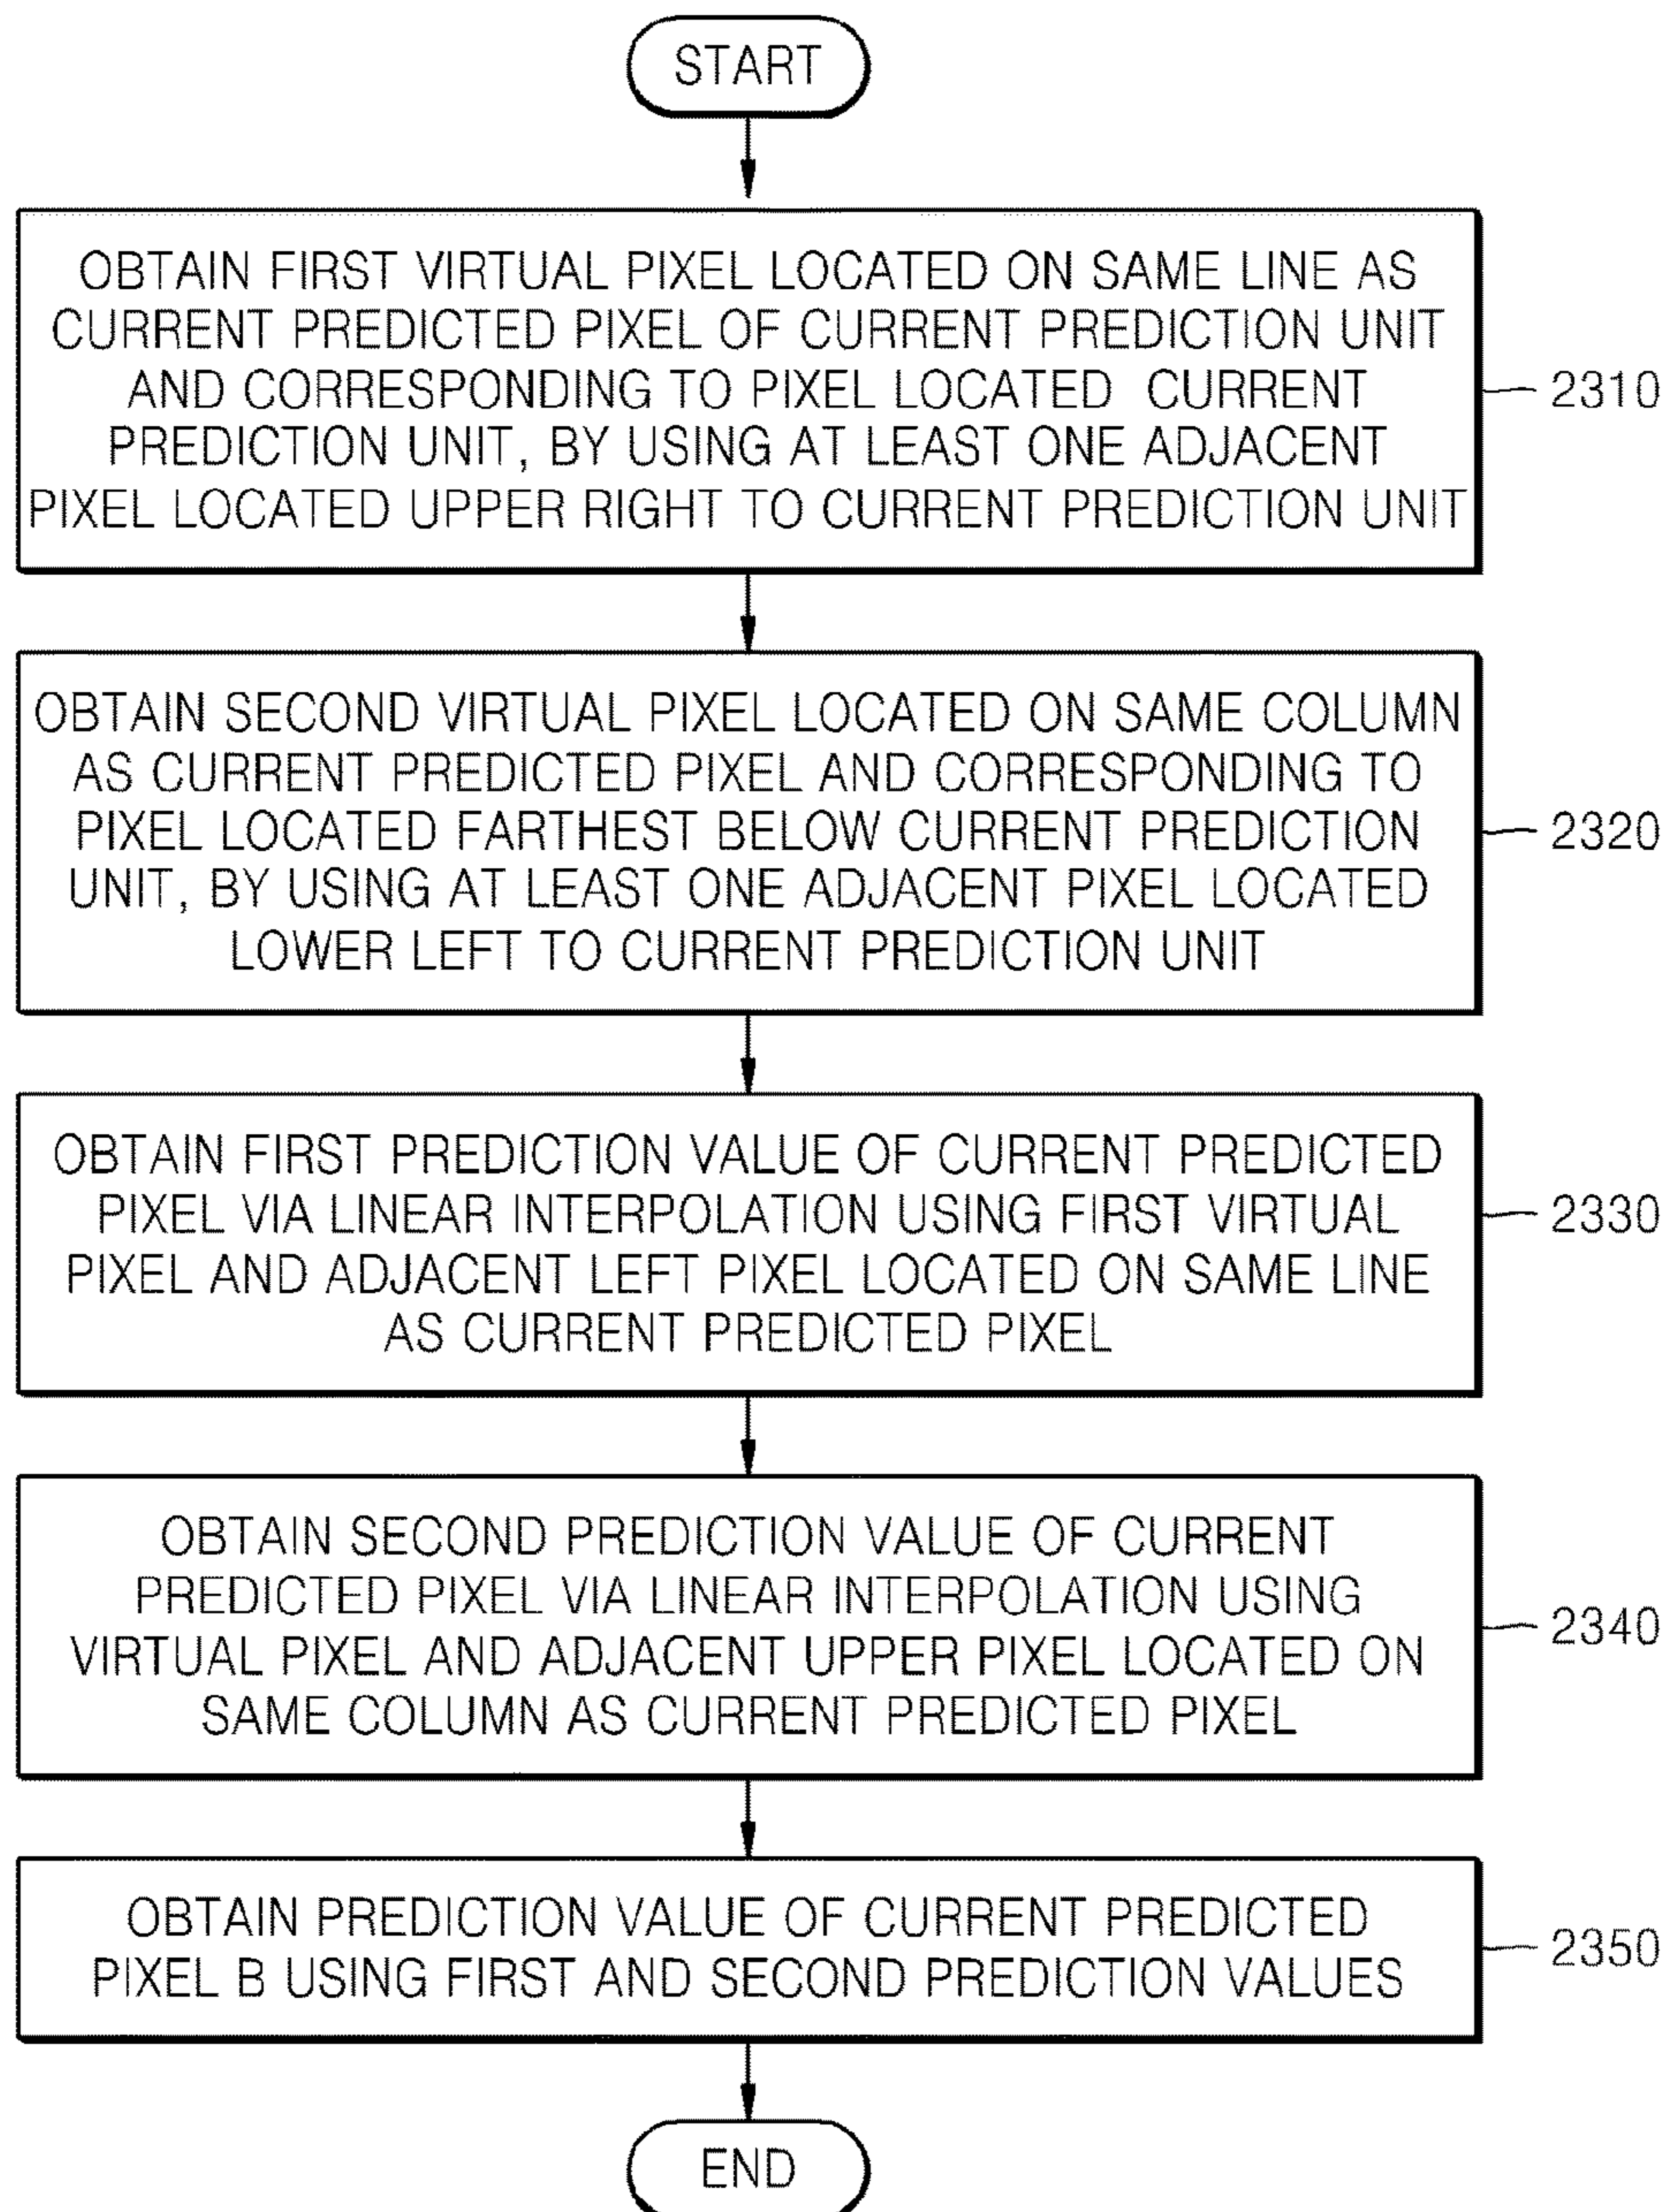 START
OBTAIN FIRST VIRTUAL PIXEL LOCATED ON SAME LINE AS
CURRENT PREDICTED PIXEL OF CURRENT PREDICTION UNIT
AND CORRESPONDING TO PIXEL LOCATED CURRENT
PREDICTION UNIT, BY USING AT LEAST ONE ADJACENT
PIXEL LOCATED UPPER RIGHT TO CURRENT PREDICTION UNIT
2310
OBTAIN SECOND VIRTUAL PIXEL LOCATED ON SAME COLUMN
AS CURRENT PREDICTED PIXEL AND CORRESPONDING TO
PIXEL LOCATED FARTHEST BELOW CURRENT PREDICTION
UNIT, BY USING AT LEAST ONE ADJACENT PIXEL LOCATED
LOWER LEFT TO CURRENT PREDICTION UNIT
2320
OBTAIN FIRST PREDICTION VALUE OF CURRENT PREDICTED
PIXEL VIA LINEAR INTERPOLATION USING FIRST VIRTUAL
PIXEL AND ADJACENT LEFT PIXEL LOCATED ON SAME LINE
AS CURRENT PREDICTED PIXEL
2330
OBTAIN SECOND PREDICTION VALUE OF CURRENT
PREDICTED PIXEL VIA LINEAR INTERPOLATION USING
VIRTUAL PIXEL AND ADJACENT UPPER PIXEL LOCATED ON
SAME COLUMN AS CURRENT PREDICTED PIXEL
2340
OBTAIN PREDICTION VALUE OF CURRENT PREDICTED
PIXEL B USING FIRST AND SECOND PREDICTION VALUES
2350
END